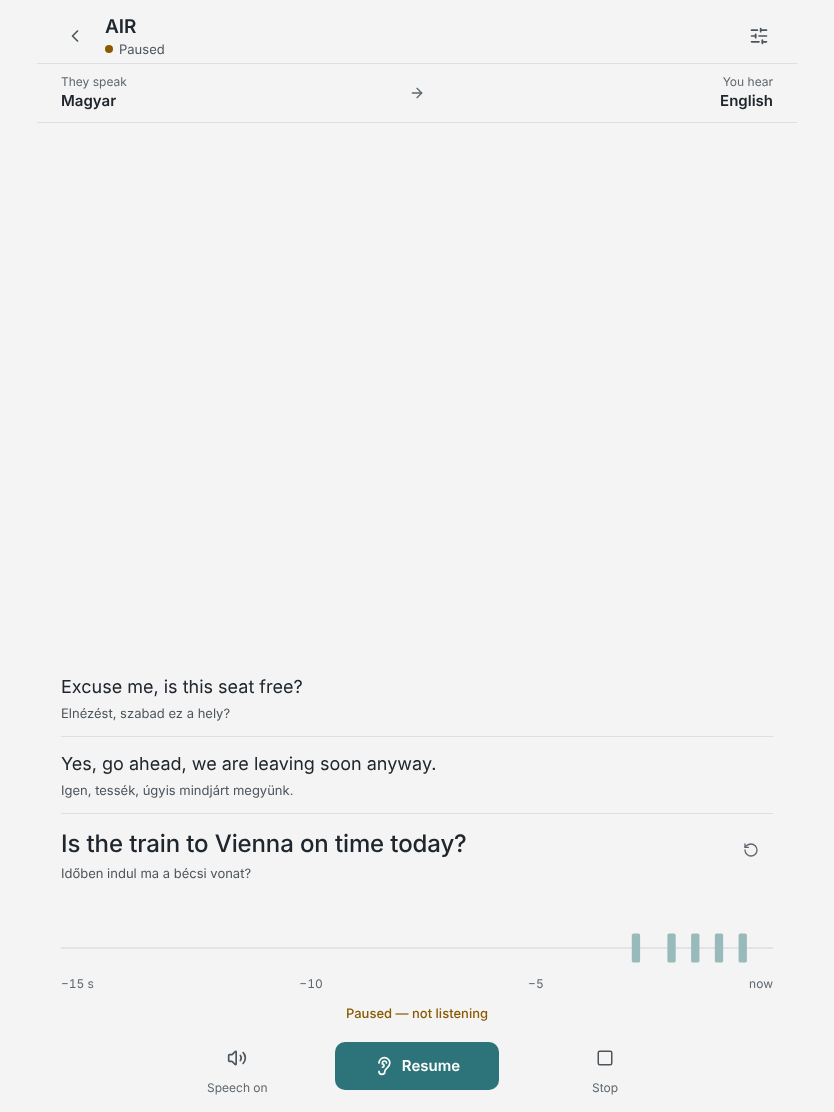 AIR
Paused
They speak
Magyar
You hear
English
Excuse me, is this seat free?
Elnézést, szabad ez a hely?
Yes, go ahead, we are leaving soon anyway.
Igen, tessék, úgyis mindjárt megyünk.
Is the train to Vienna on time today?
Időben indul ma a bécsi vonat?
−15 s −10 −5 now
Paused — not listening
Speech on
Resume
Stop